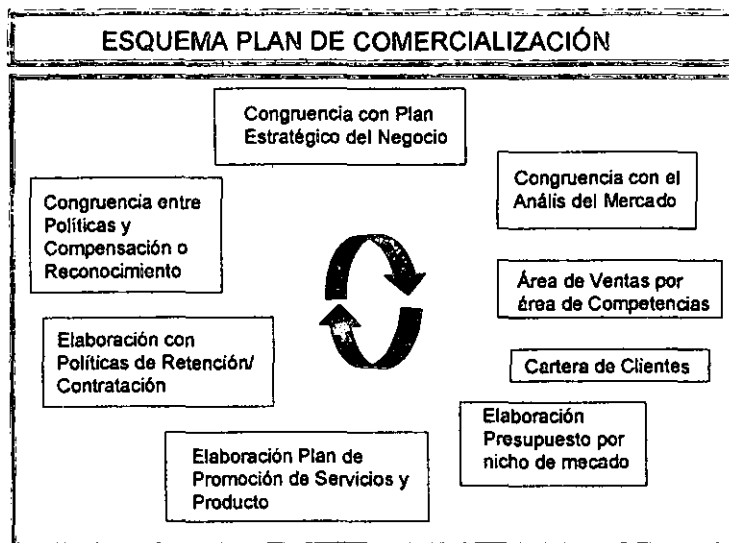 ESQUEMA PLAN DE COMERCIALIZACIÓN
Congruencia con Plan
Estratégico del Negocio
Congruencia con el
Anális del Mercado
Congruencia entre
Políticas y
Compensación o
Reconocimiento
Área de Ventas por
área de Competencias
Elaboración con
Políticas de Retención/
Contratación
Cartera de Clientes
Elaboración
Presupuesto por
nicho de mecado
Elaboración Plan de
Promoción de Servicios y
Producto